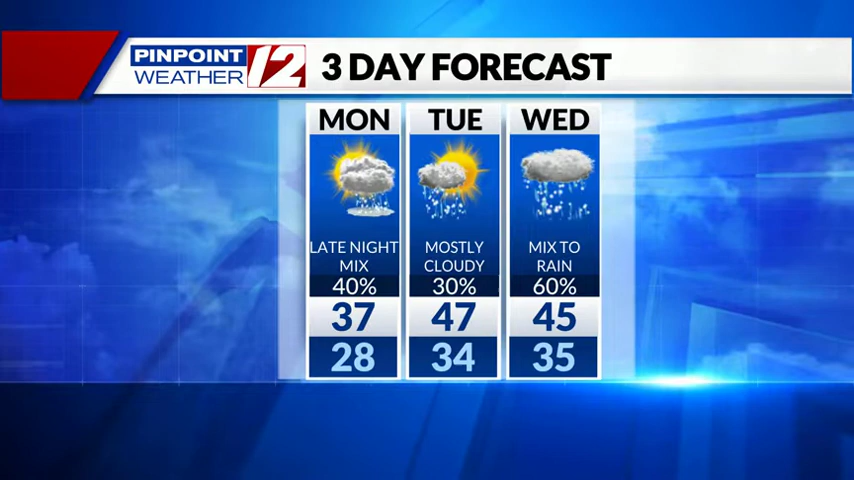 PINPOINT
WEATHER 12
3 DAY FORECAST
MON TUE WED
LATE NIGHT MIX
MOSTLY CLOUDY
MIX TO RAIN
40% 30% 60%
37 47 45
28 34 35